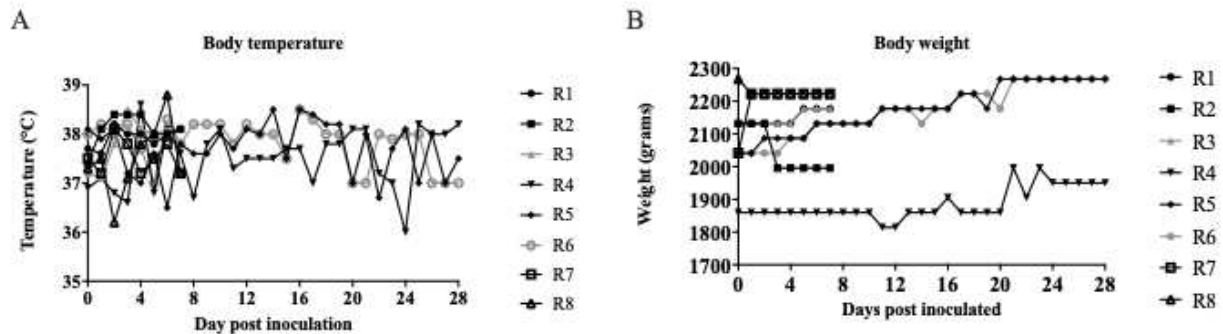 A
Body temperature
Temperature (°C)
39
38
37
36
35
0 4 8 12 16 20 24 28
Day post inoculation
R1
R2
R3
R4
R5
R6
R7
R8
B
Body weight
Weight (grams)
2300
2200
2100
2000
1900
1800
1700
0 4 8 12 16 20 24 28
Days post inoculated
R1
R2
R3
R4
R5
R6
R7
R8